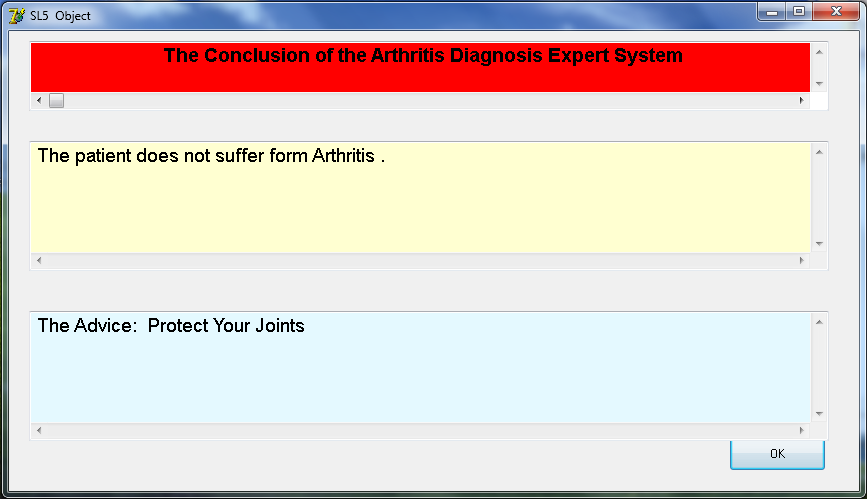 SL5 Object
The Conclusion of the Arthritis Diagnosis Expert System
The patient does not suffer form Arthritis .
The Advice:  Protect Your Joints
OK